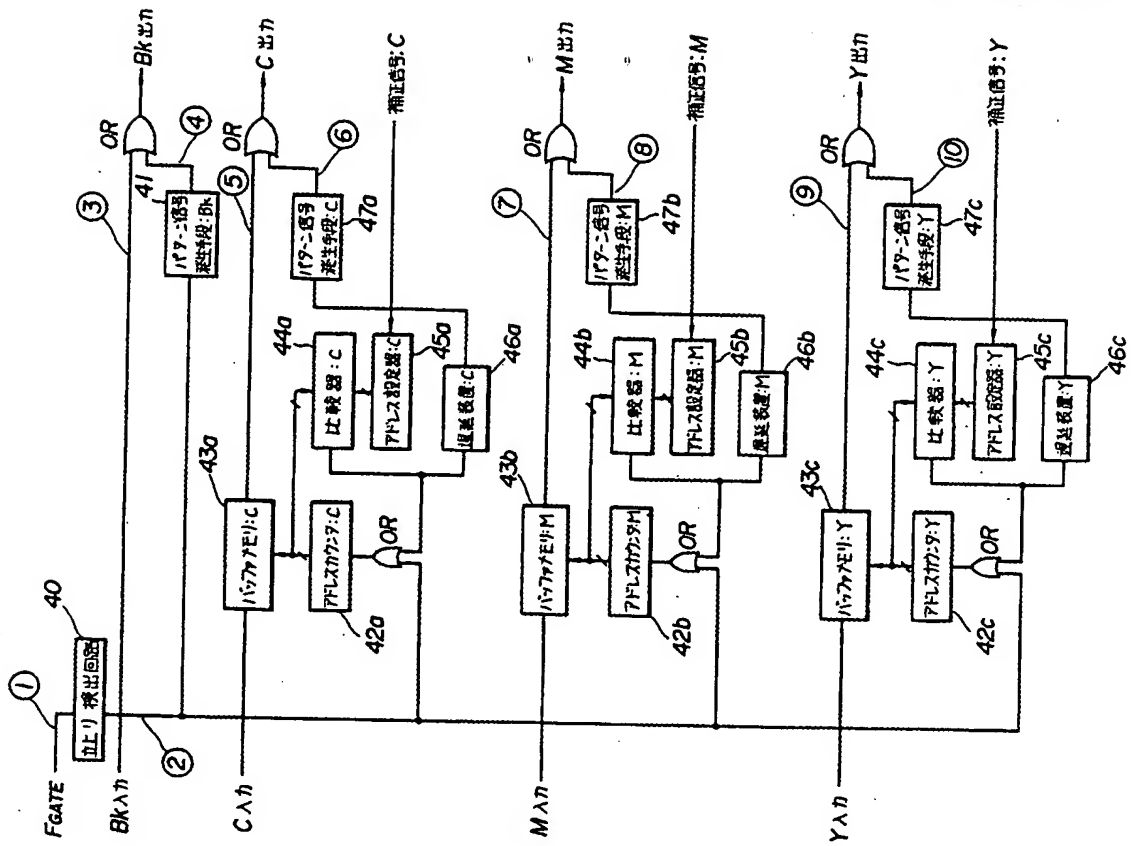 FGATE
①
立上り検出回路
40
②
Bk入力
③
OR
Bk出力
④
41
パターン信号
発生手段:Bk
C入力
43a
バッファメモリ:C
⑤
OR
C出力
⑥
パターン信号
発生手段:C
47a
補正信号:C
44a
比較器:C
アドレス設定器:C
45a
遅延装置:C
46a
アドレスカウンタ:C
42a
OR
M入力
43b
バッファメモリ:M
⑦
OR
M出力
⑧
パターン信号
発生手段:M
47b
補正信号:M
44b
比較器:M
アドレス設定器:M
45b
遅延装置:M
46b
アドレスカウンタ:M
42b
OR
Y入力
43c
バッファメモリ:Y
⑨
OR
Y出力
⑩
パターン信号
発生手段:Y
47c
補正信号:Y
44c
比較器:Y
アドレス設定器:Y
45c
遅延装置:Y
46c
アドレスカウンタ:Y
42c
OR